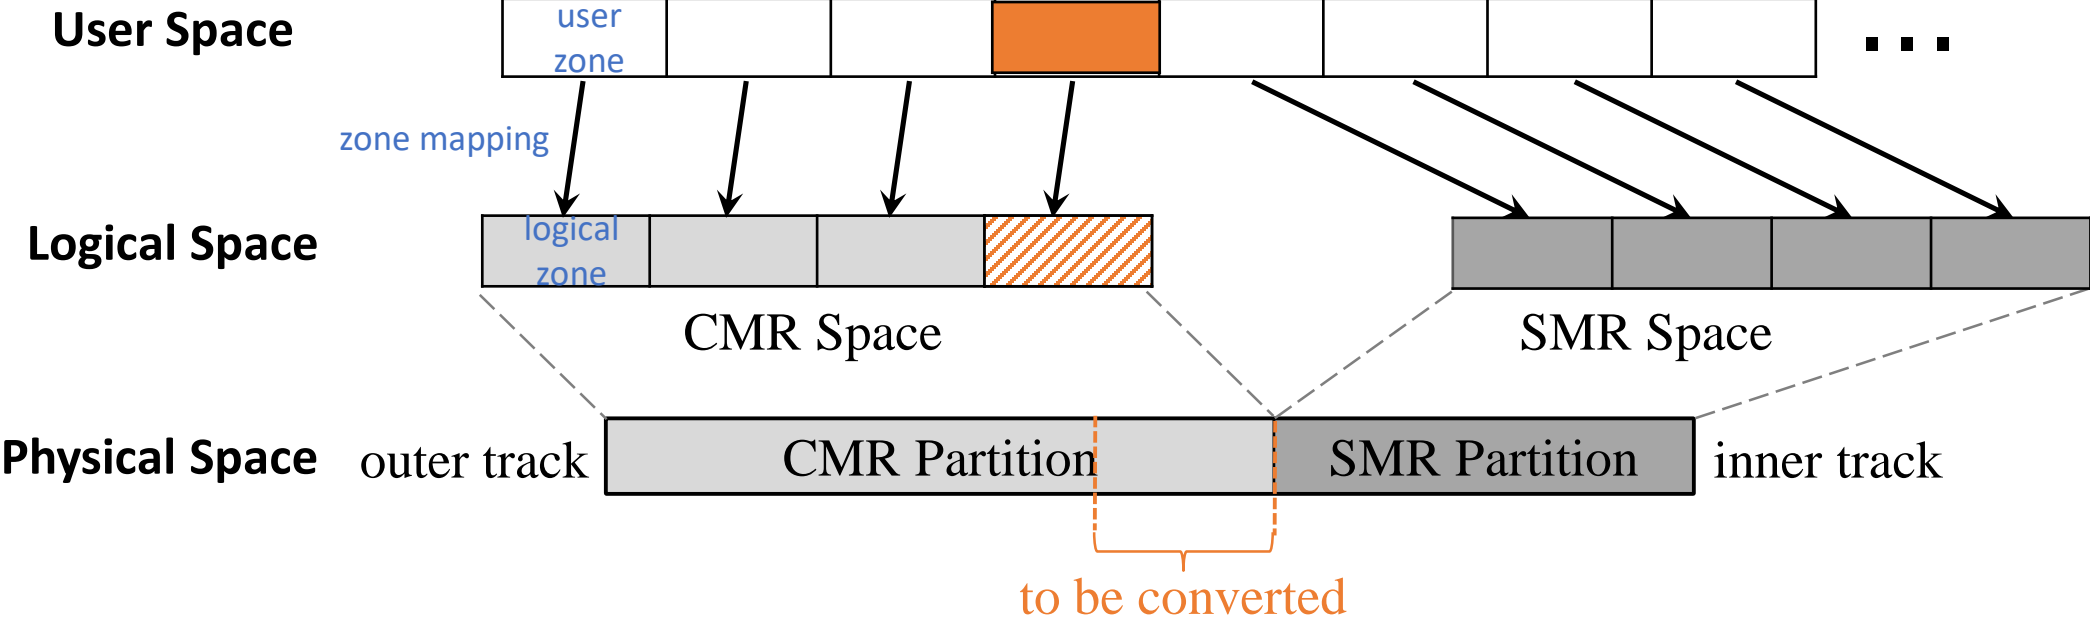 User Space
user
zone
...
zone mapping
Logical Space
logical
zone
CMR Space
SMR Space
Physical Space
outer track
CMR Partition
SMR Partition
inner track
to be converted